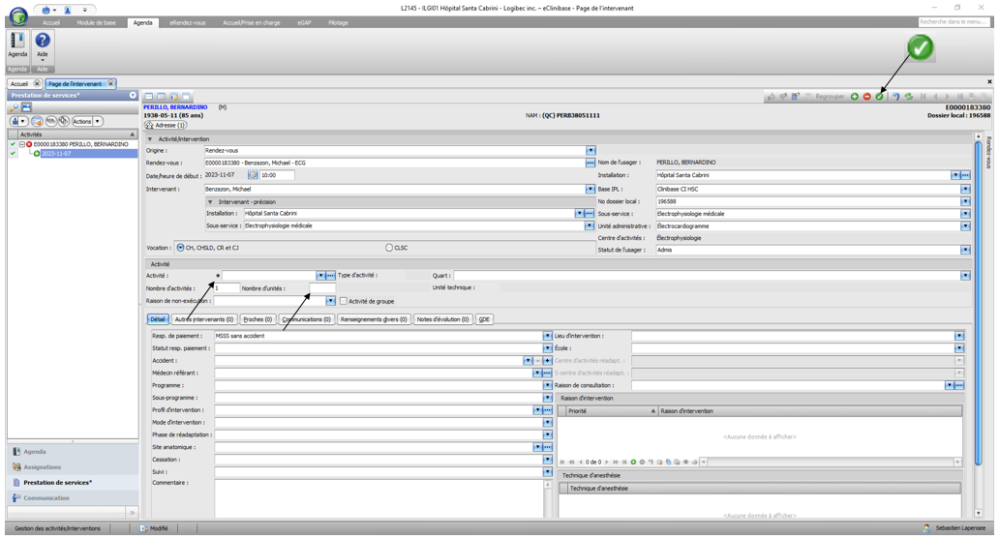 L2145 - ILGI01 Hôpital Santa Cabrini - Logibec inc. – eClinibase - Page de l'intervenant
Accueil Module de base Agenda eRendez-vous Accueil/Prise en charge eGAP Pilotage
Recherche dans le menu...
Agenda Aide
Agenda Aide
Accueil Page de l'intervenant
Prestation de services*
Actions
Activités
E0000183380 PERILLO, BERNARDINO
2023-11-07
Agenda
Assignations
Prestation de services*
Communication
Regrouper
PERILLO, BERNARDINO (M)
E0000183380
1938-05-11 (85 ans)
NAM : (QC) PERB38051111
Dossier local : 196588
Adresse (1)
Rendez-vous
Activité/intervention
Origine : Rendez-vous
Rendez-vous : E0000183380 - Benzazon, Michael - ECG
Nom de l'usager : PERILLO, BERNARDINO
Date/heure de début : 2023-11-07 10:00
Installation : Hôpital Santa Cabrini
Intervenant : Benzazon, Michael
Base IPL : Clinibase CI HSC
Intervenant - précision
No dossier local : 196588
Installation : Hôpital Santa Cabrini
Sous-service : Electrophysiologie médicale
Sous-service : Electrophysiologie médicale
Unité administrative : Électrocardiogramme
Centre d'activités : Électrophysiologie
Vocation : CH, CHSLD, CR et CJ CLSC
Statut de l'usager : Admis
Activité
Activité : * Type d'activité : Quart :
Nombre d'activités : 1 Nombre d'unités : Unité technique :
Raison de non-exécution : Activité de groupe
Détail Autres intervenants (0) Proches (0) Communications (0) Renseignements divers (0) Notes d'évolution (0) GDE
Resp. de paiement : MSSS sans accident
Lieu d'intervention :
Statut resp. paiement :
École :
Accident :
Centre d'activités réadapt. :
Médecin référant :
S-centre d'activités réadapt. :
Programme :
Raison de consultation :
Sous-programme :
Raison d'intervention
Profil d'intervention :
Priorité Raison d'intervention
Mode d'intervention :
Phase de réadaptation :
<Aucune donnée à afficher>
Site anatomique :
Cessation :
0 de 0
Suivi :
Technique d'anesthésie
Commentaire :
Technique d'anesthésie
<Aucune donnée à afficher>
Gestion des activités/interventions Modifié Sebastien Lapensee